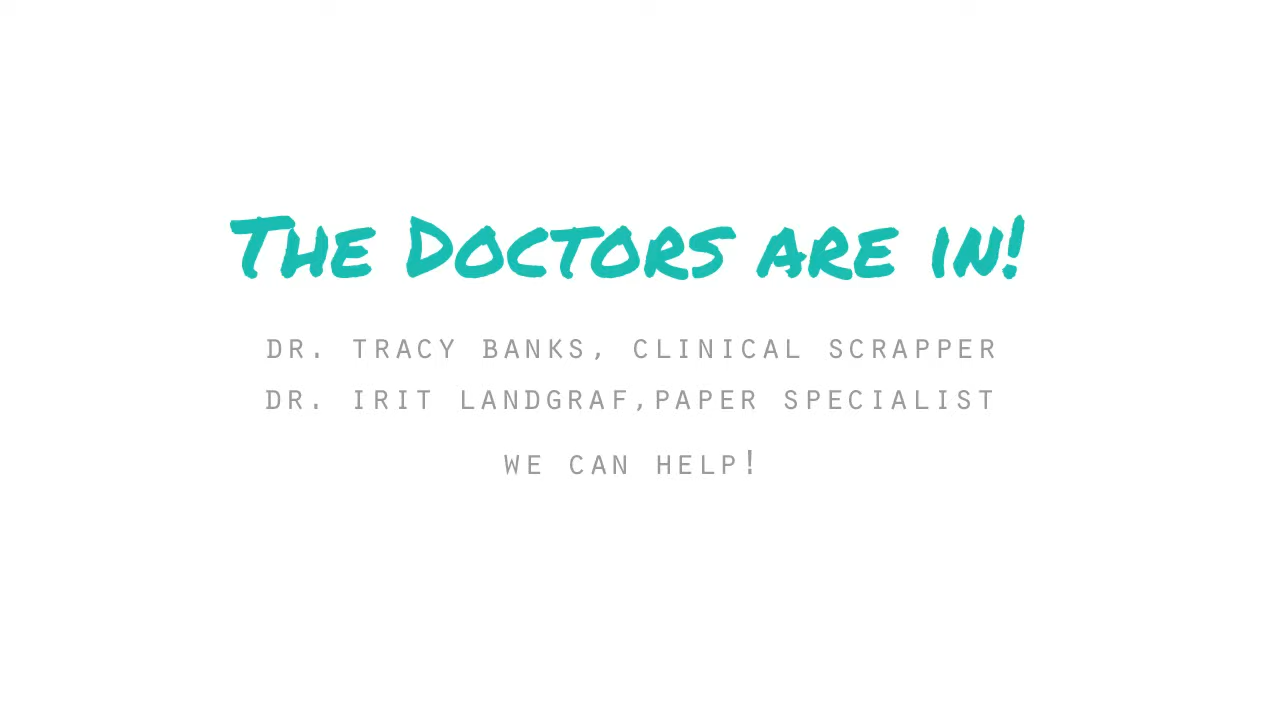 The Doctors are in!
DR. TRACY BANKS, CLINICAL SCRAPPER
DR. IRIT LANDGRAF,PAPER SPECIALIST
WE CAN HELP!